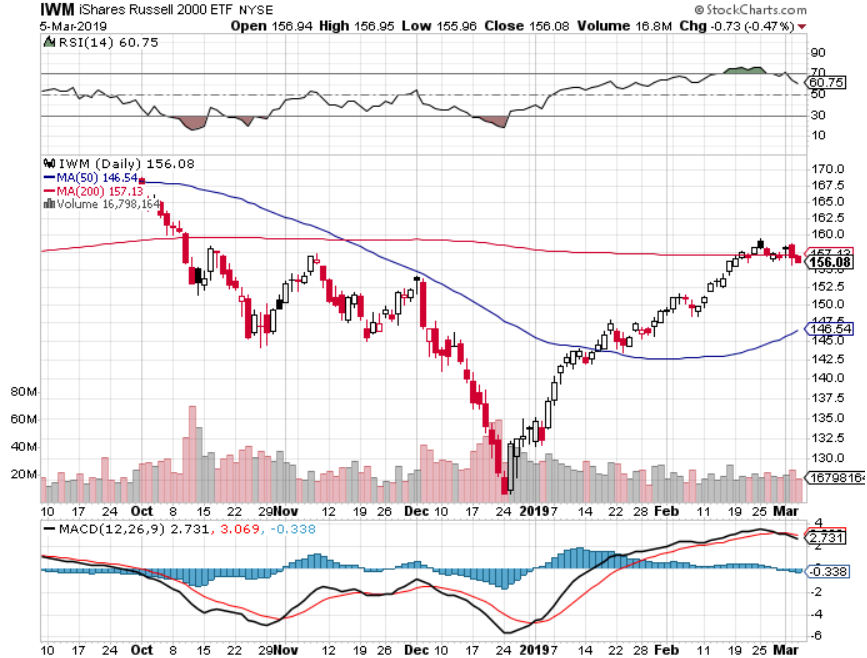 IWM iShares Russell 2000 ETF NYSE
© StockCharts.com
5-Mar-2019
Open 156.94 High 156.95 Low 155.96 Close 156.08 Volume 16.8M Chg -0.73 (-0.47%)
RSI(14) 60.75
90
70
60.75
50
30
10
IWM (Daily) 156.08
MA(50) 146.54
MA(200) 157.13
Volume 16,798,164
170.0
167.5
165.0
162.5
160.0
157.13
156.08
152.5
150.0
147.5
146.54
145.0
142.5
140.0
137.5
135.0
132.5
130.0
80M
60M
40M
20M
16798164
10 17 24 Oct 8 15 22 Nov 12 19 26 Dec 10 17 24 2019 7 14 22 28 Feb 11 19 25 Mar
MACD(12,26,9) 2.731, 3.069, -0.338
4
2.731
2
-0.338
-2
-4
-6
10 17 24 Oct 8 15 22 Nov 12 19 26 Dec 10 17 24 2019 7 14 22 28 Feb 11 19 25 Mar